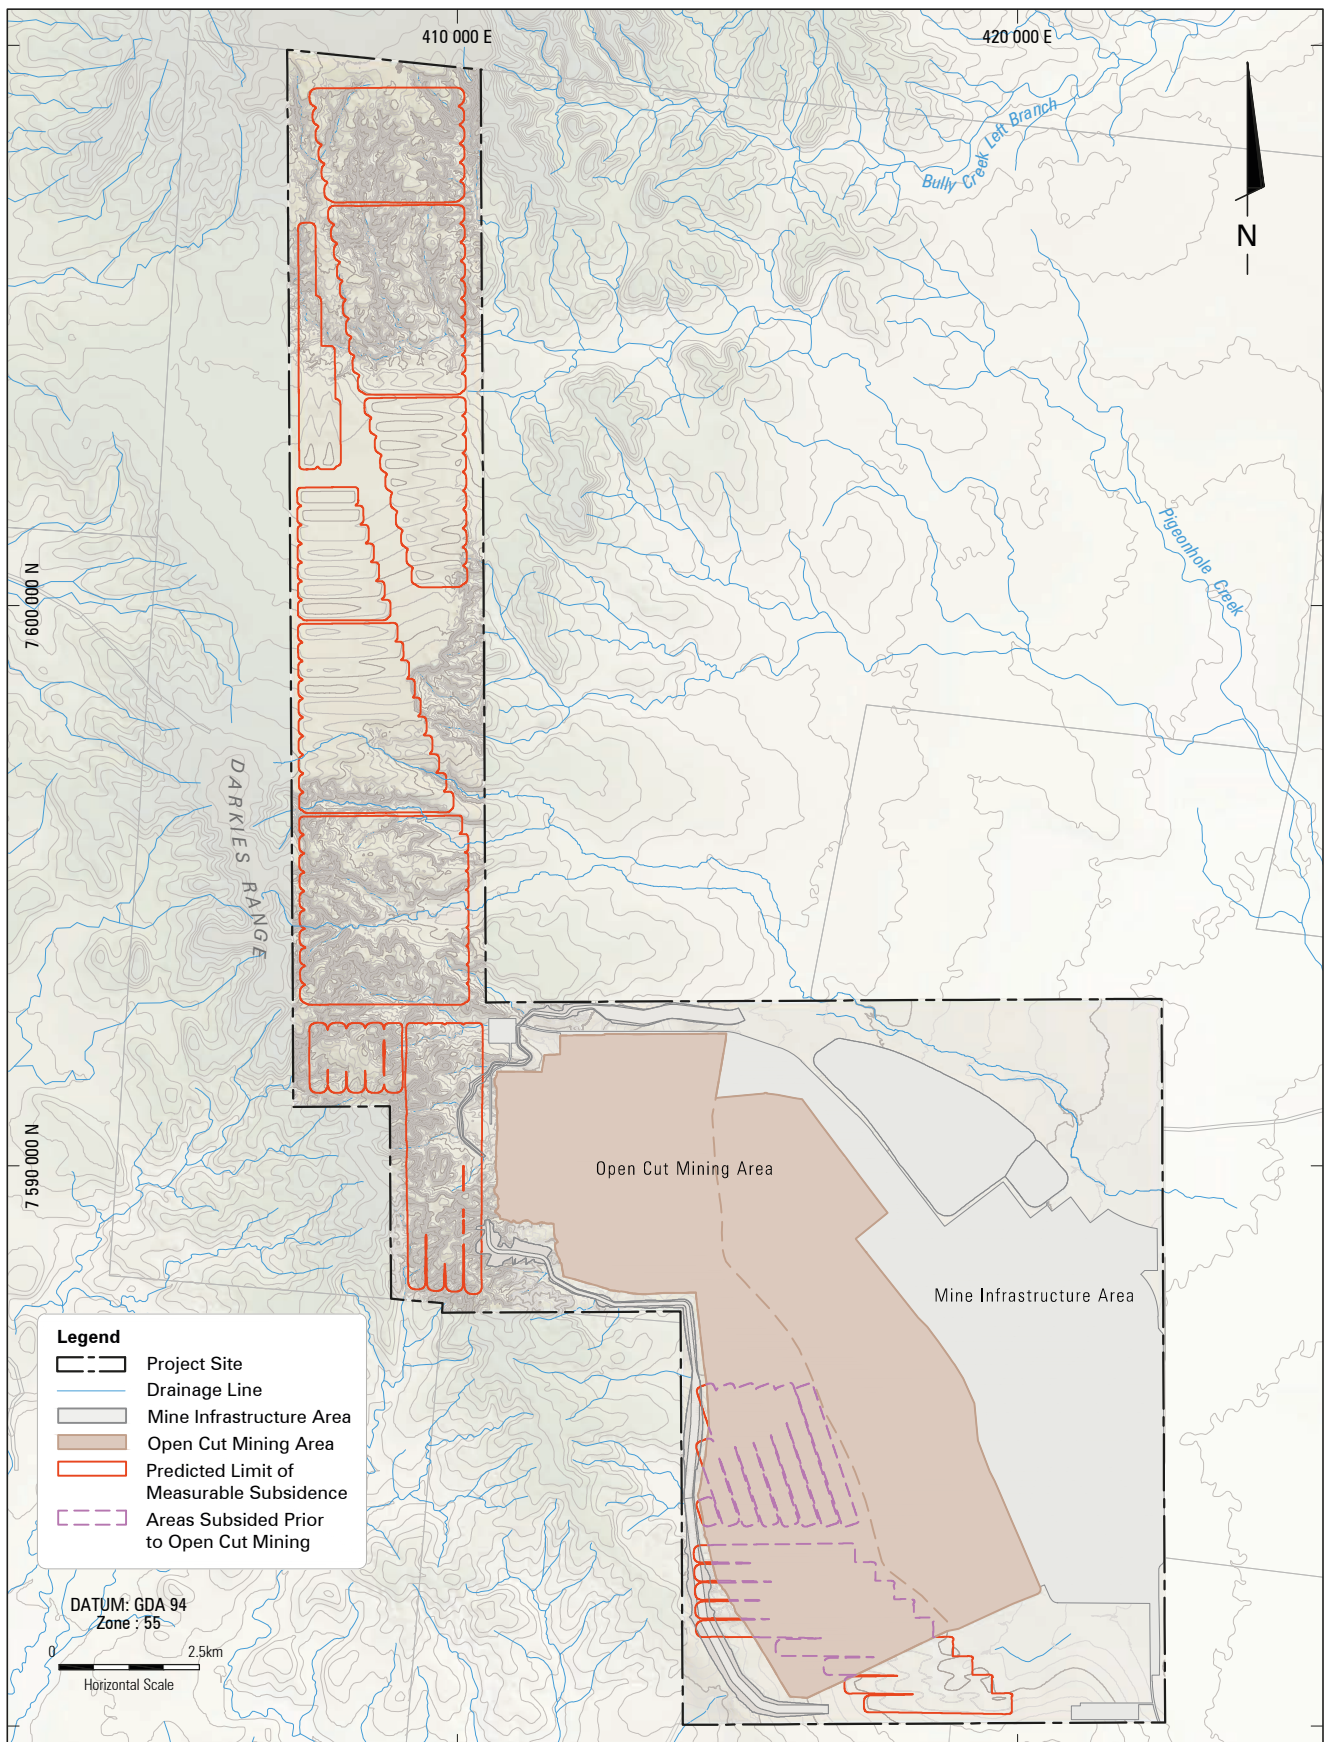 410 000 E
420 000 E
Bully Creek Left Branch
N
Pigeonhole Creek
7 600 000 N
DARKIES RANGE
7 590 000 N
Open Cut Mining Area
Mine Infrastructure Area
Legend
Project Site
Drainage Line
Mine Infrastructure Area
Open Cut Mining Area
Predicted Limit of
Measurable Subsidence
Areas Subsided Prior
to Open Cut Mining
DATUM: GDA 94
Zone : 55
0 2.5km
Horizontal Scale